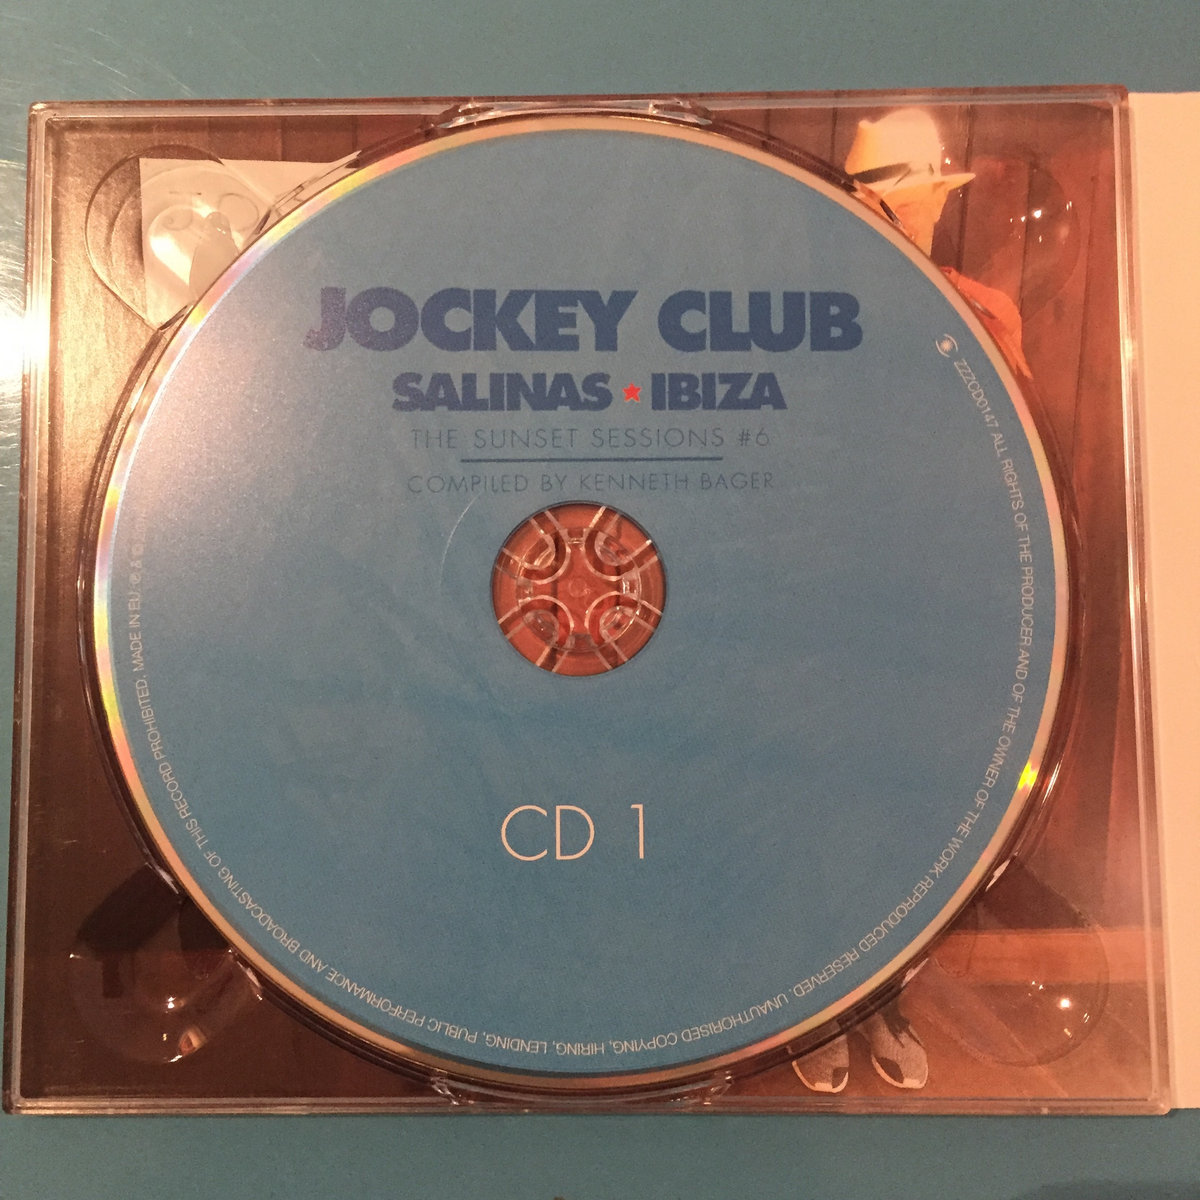 JOCKEY CLUB
SALINAS ★ IBIZA
THE SUNSET SESSIONS #6
COMPILED BY KENNETH BAGER
CD 1
ZZZCD0147 ALL RIGHTS OF THE PRODUCER AND OF THE OWNER OF THE WORK REPRODUCED RESERVED. UNAUTHORISED COPYING, HIRING, LENDING, PUBLIC PERFORMANCE AND BROADCASTING OF THIS RECORD PROHIBITED. MADE IN EU. ℗ & ©